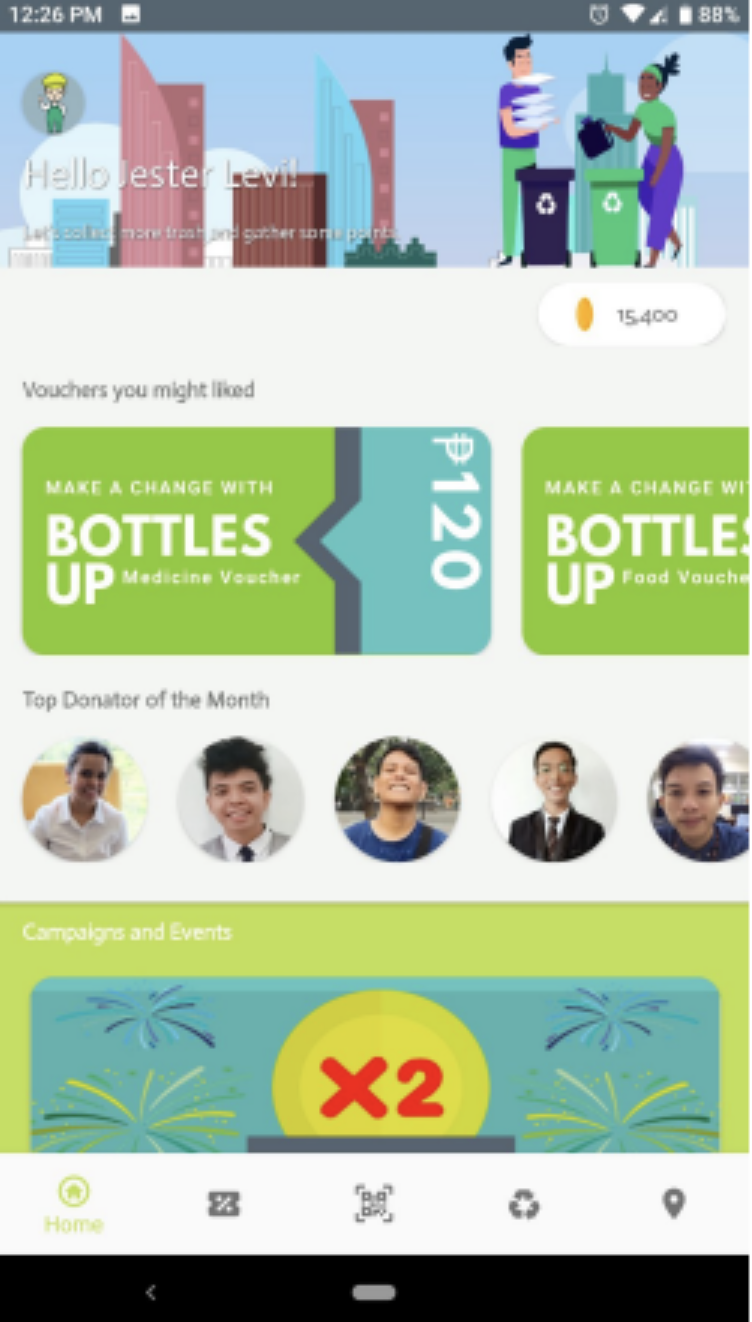 12:26 PM
88%
Hello Jester Levi!
Let's collect more trash and gather some points.
15,400
Vouchers you might liked
MAKE A CHANGE WITH
BOTTLES
UP Medicine Voucher
₱120
MAKE A CHANGE WI
BOTTLES
UP Food Vouche
Top Donator of the Month
Campaigns and Events
X2
Home